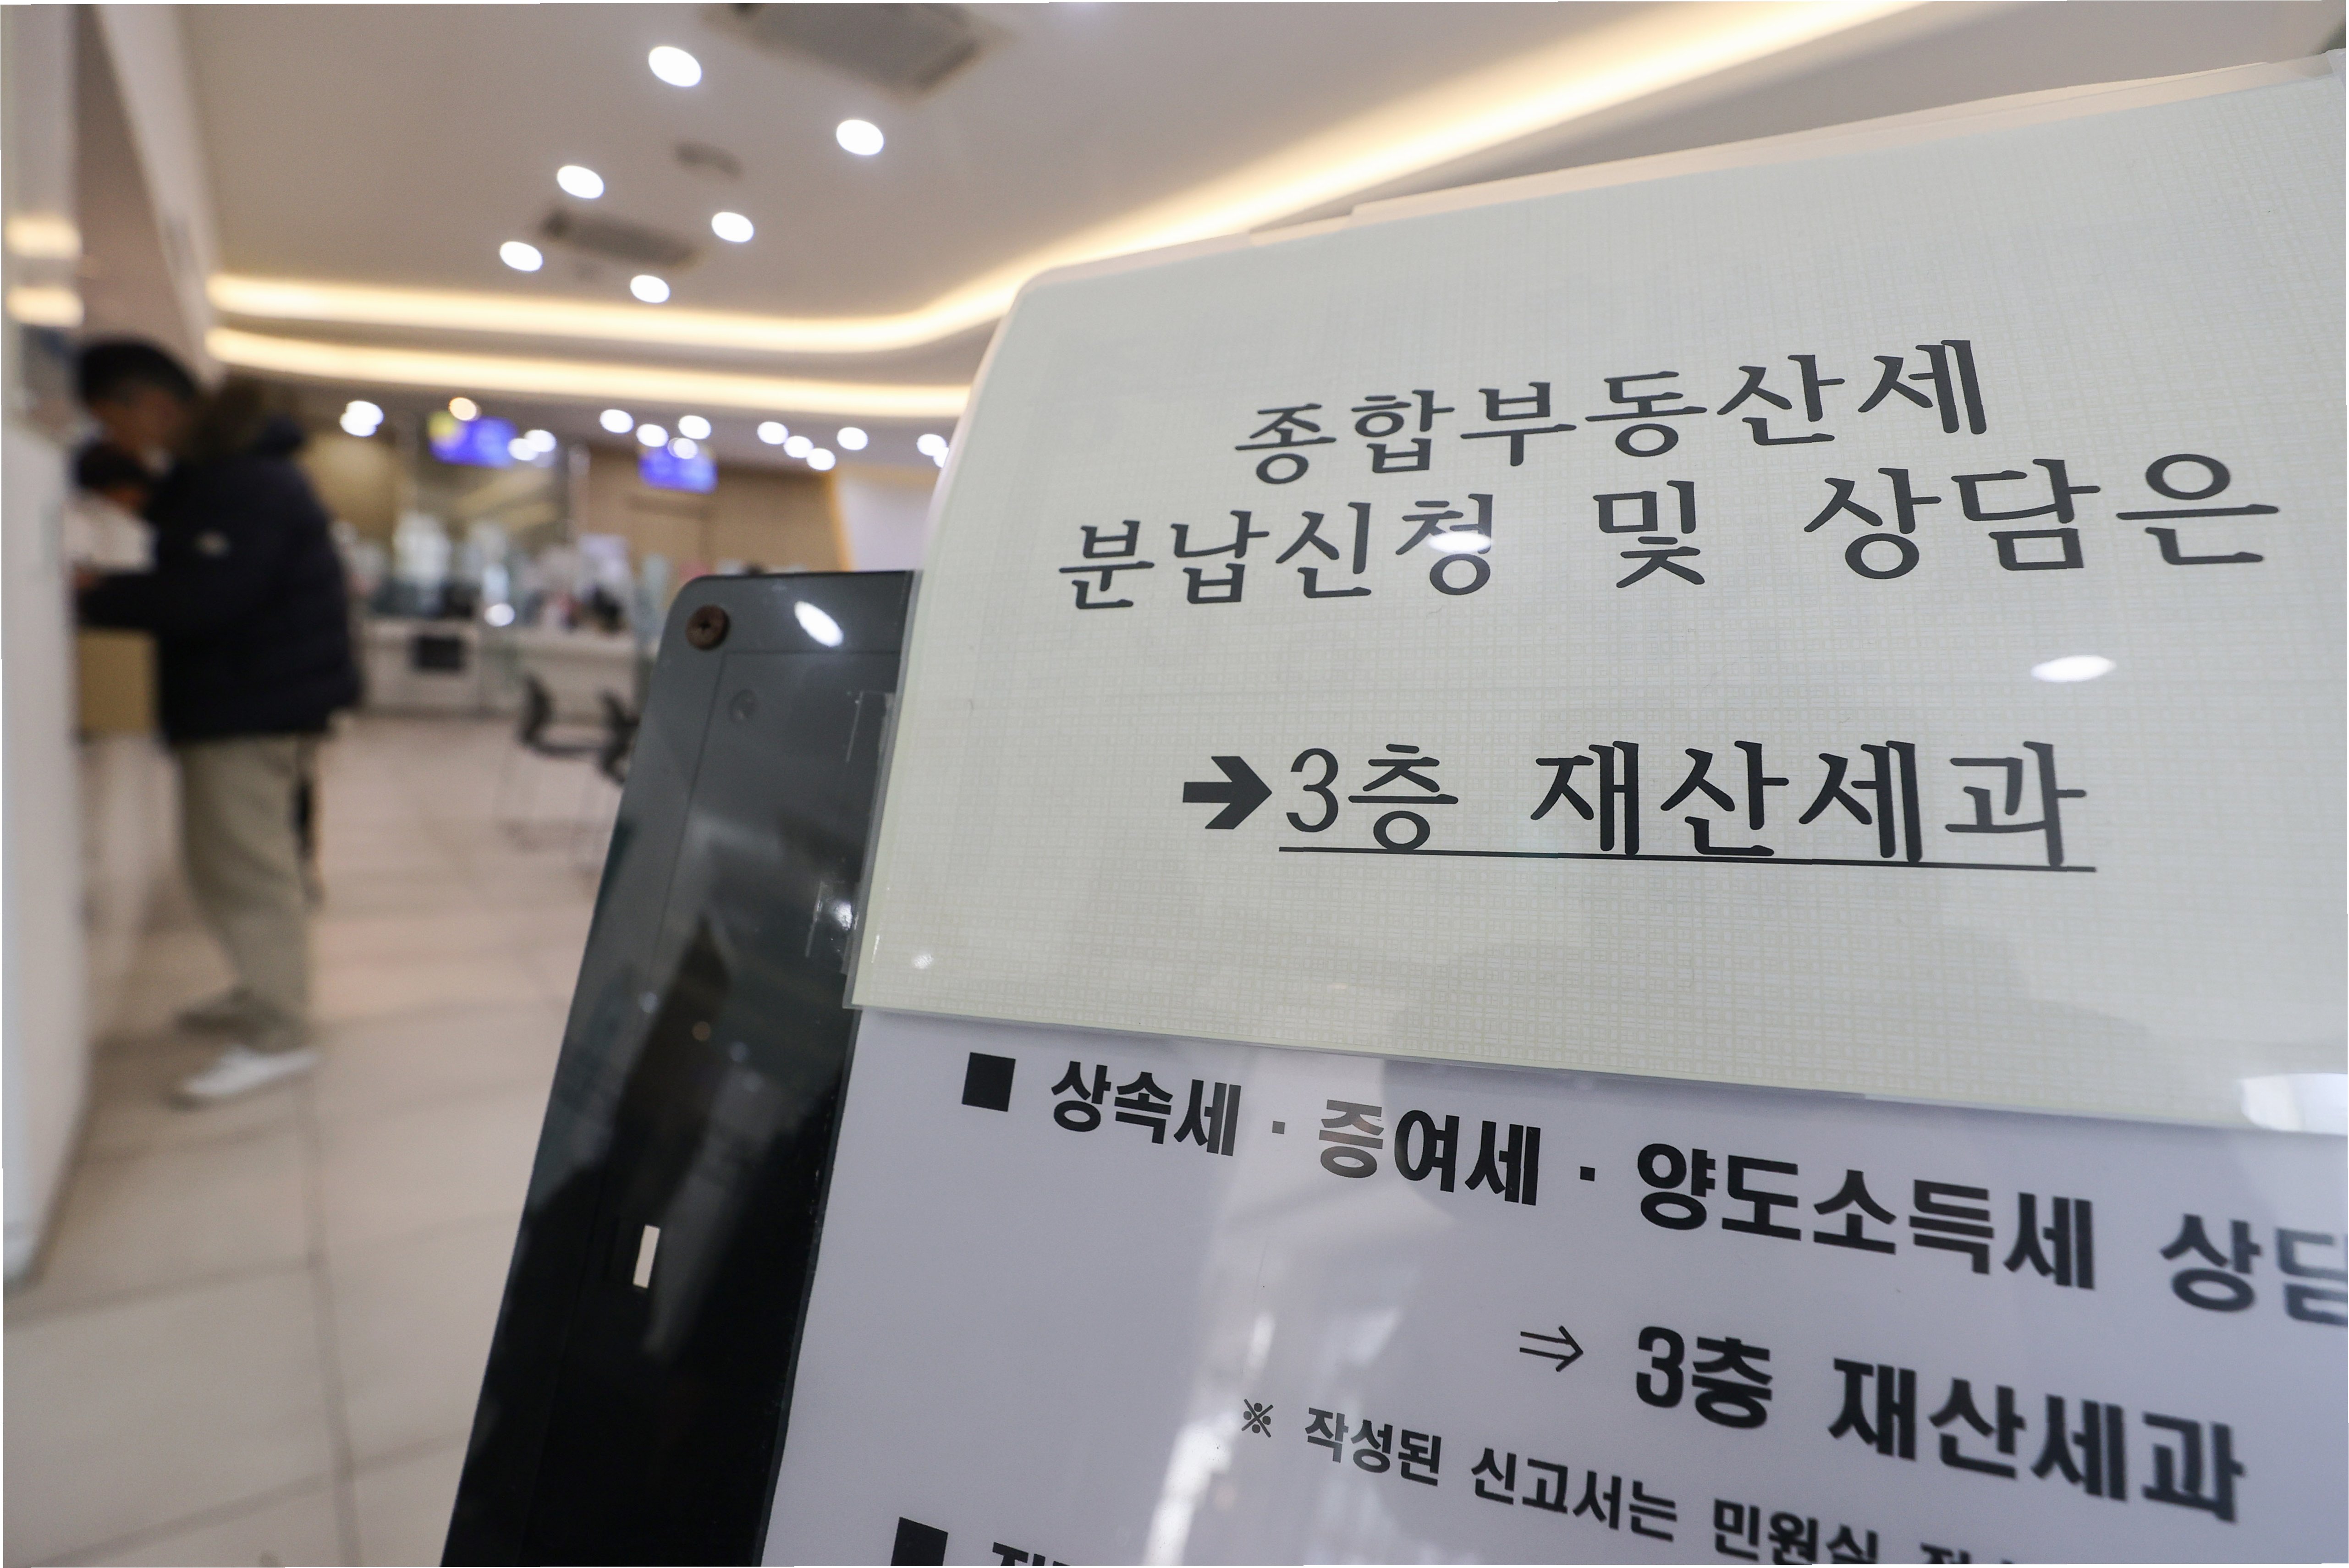 종합부동산세
분납신청 및 상담은
➔3층 재산세과
■ 상속세 · 증여세 · 양도소득세 상담
⇒ 3층 재산세과
※ 작성된 신고서는 민원실
■